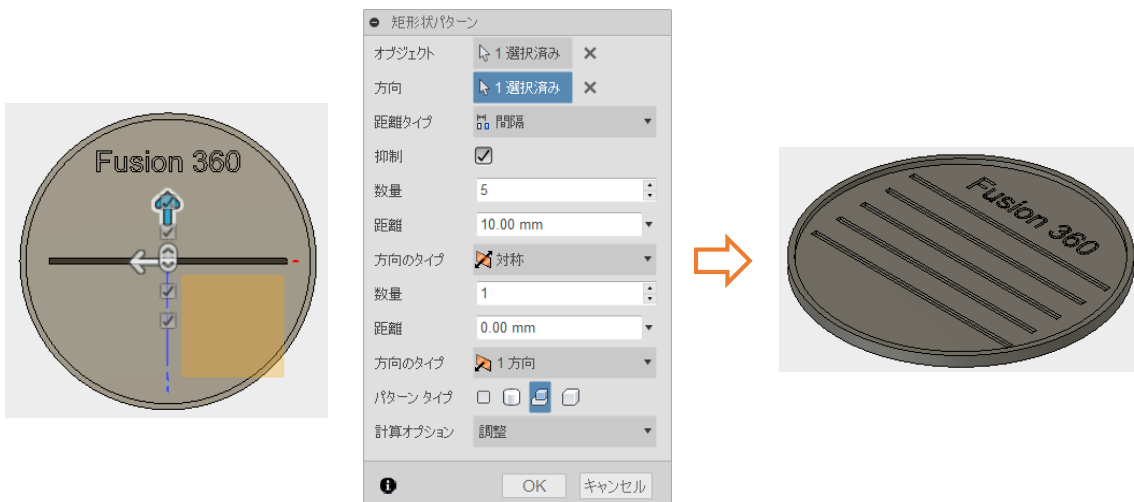 Fusion 360
矩形状パターン
オブジェクト 1 選択済み
方向 1 選択済み
距離タイプ 間隔
抑制
数量 5
距離 10.00 mm
方向のタイプ 対称
数量 1
距離 0.00 mm
方向のタイプ 1 方向
パターン タイプ
計算オプション 調整
OK キャンセル
Fusion 360